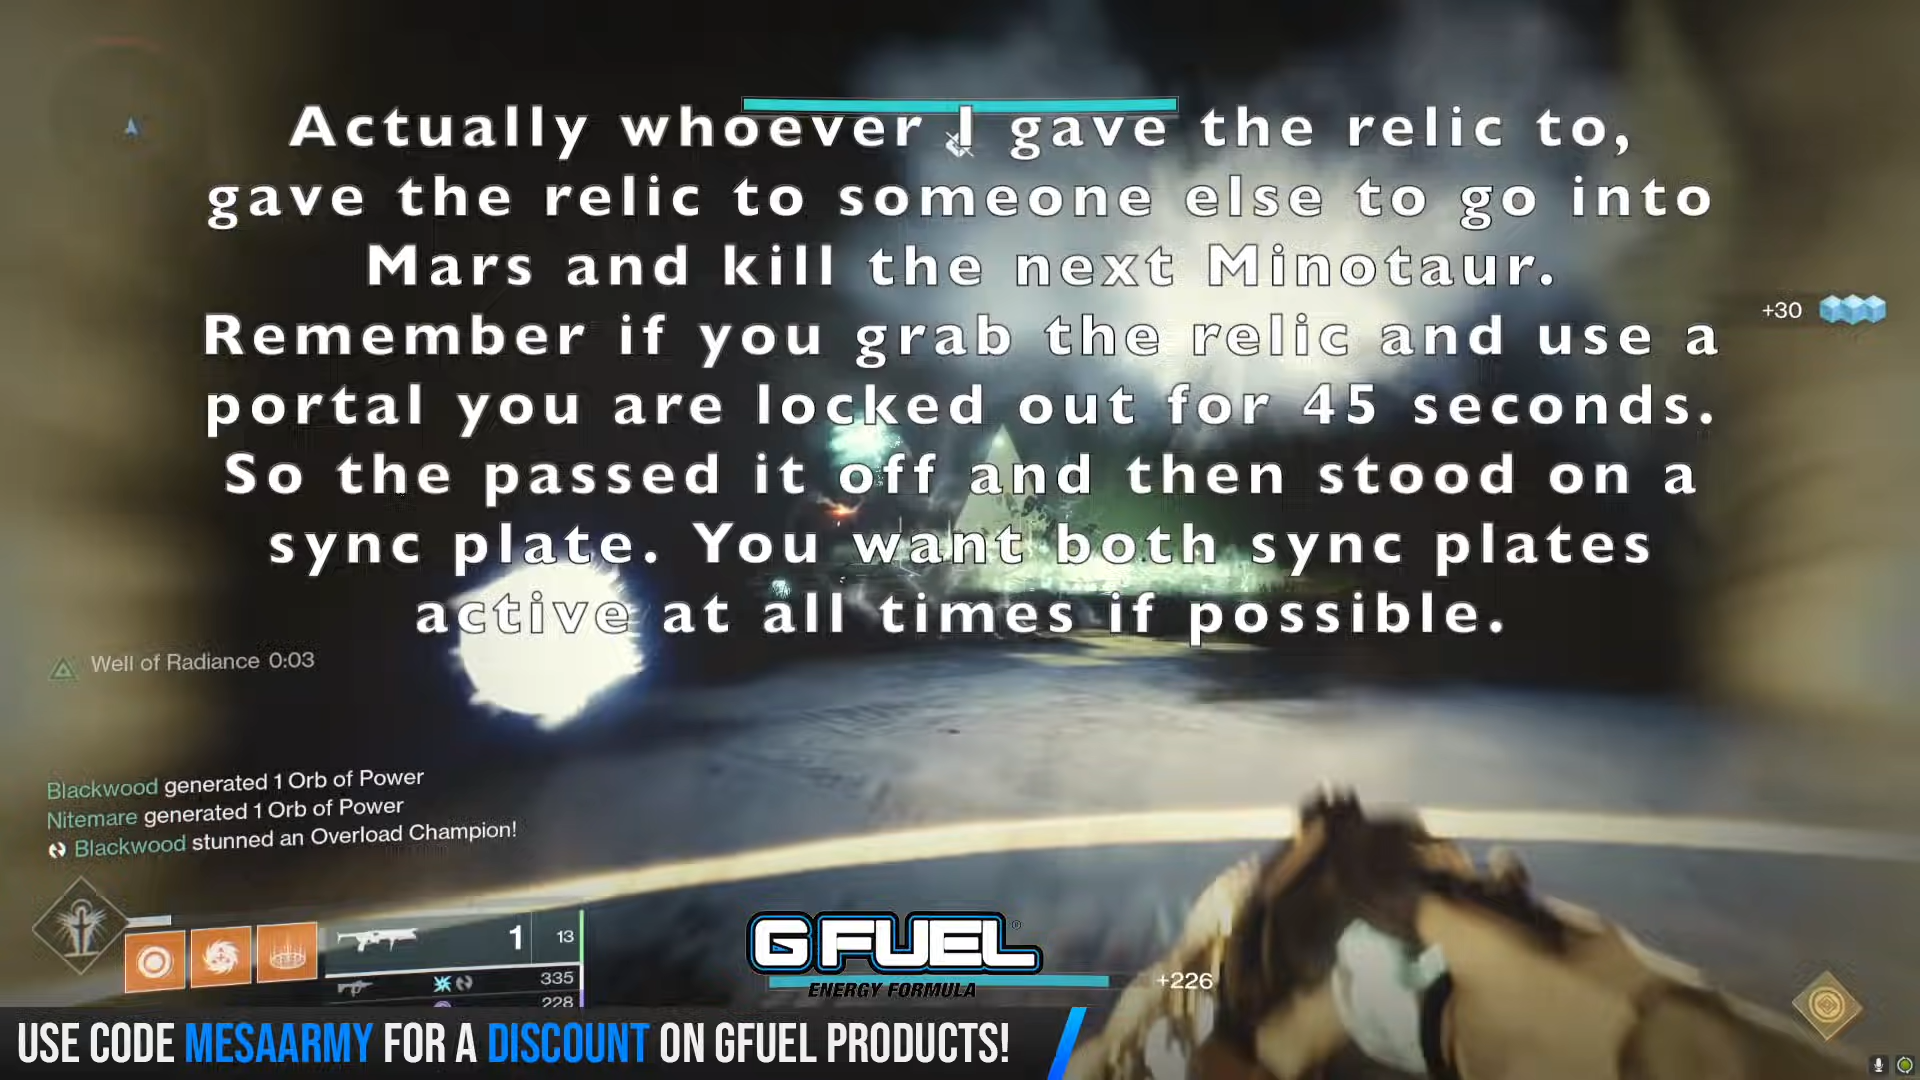 Actually whoever I gave the relic to,
gave the relic to someone else to go into
Mars and kill the next Minotaur.
Remember if you grab the relic and use a
portal you are locked out for 45 seconds.
So the passed it off and then stood on a
sync plate. You want both sync plates
active at all times if possible.
+30
Well of Radiance 0:03
Blackwood generated 1 Orb of Power
Nitemare generated 1 Orb of Power
Blackwood stunned an Overload Champion!
1 13
335
228
G FUEL®
ENERGY FORMULA
+226
USE CODE MESAARMY FOR A DISCOUNT ON GFUEL PRODUCTS!